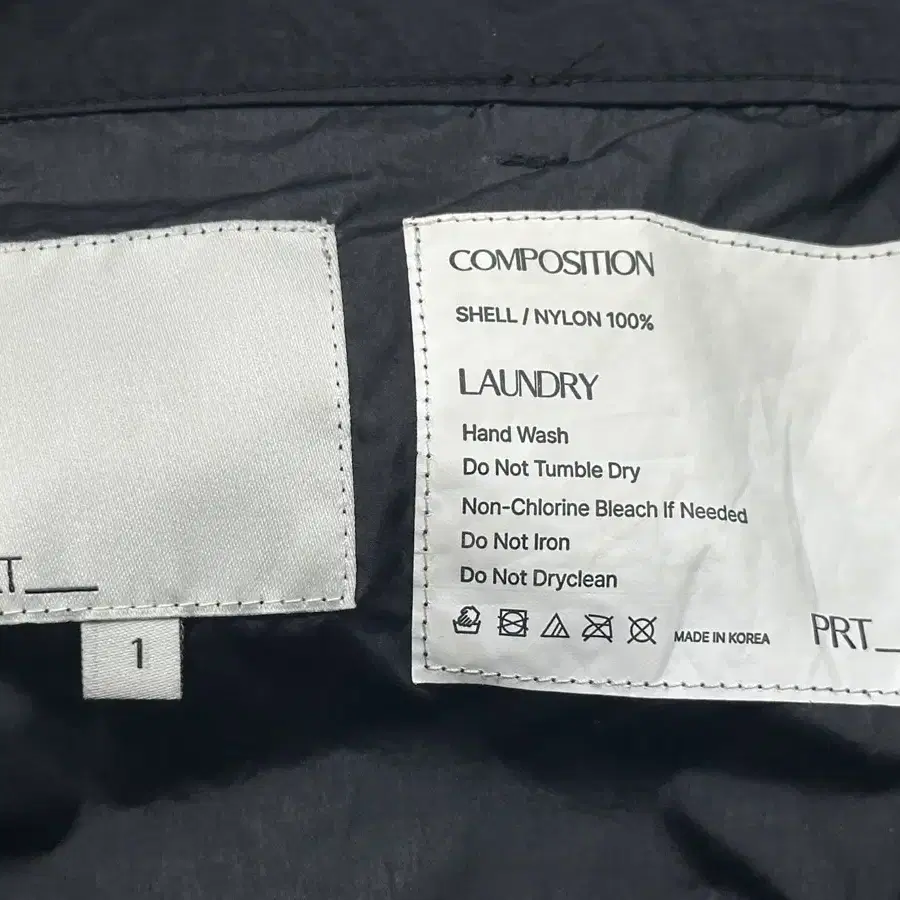 COMPOSITION
SHELL / NYLON 100%
LAUNDRY
Hand Wash
Do Not Tumble Dry
Non-Chlorine Bleach If Needed
Do Not Iron
Do Not Dryclean
MADE IN KOREA
PRT_
T__
1